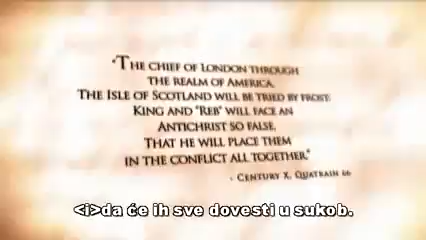 "THE CHIEF OF LONDON THROUGH
THE REALM OF AMERICA,
THE ISLE OF SCOTLAND WILL BE TRIED BY FROST:
KING AND "REB" WILL FACE AN
ANTICHRIST SO FALSE,
THAT HE WILL PLACE THEM
IN THE CONFLICT ALL TOGETHER."
- CENTURY X, QUATRAIN 66
<i>da će ih sve dovesti u sukob.